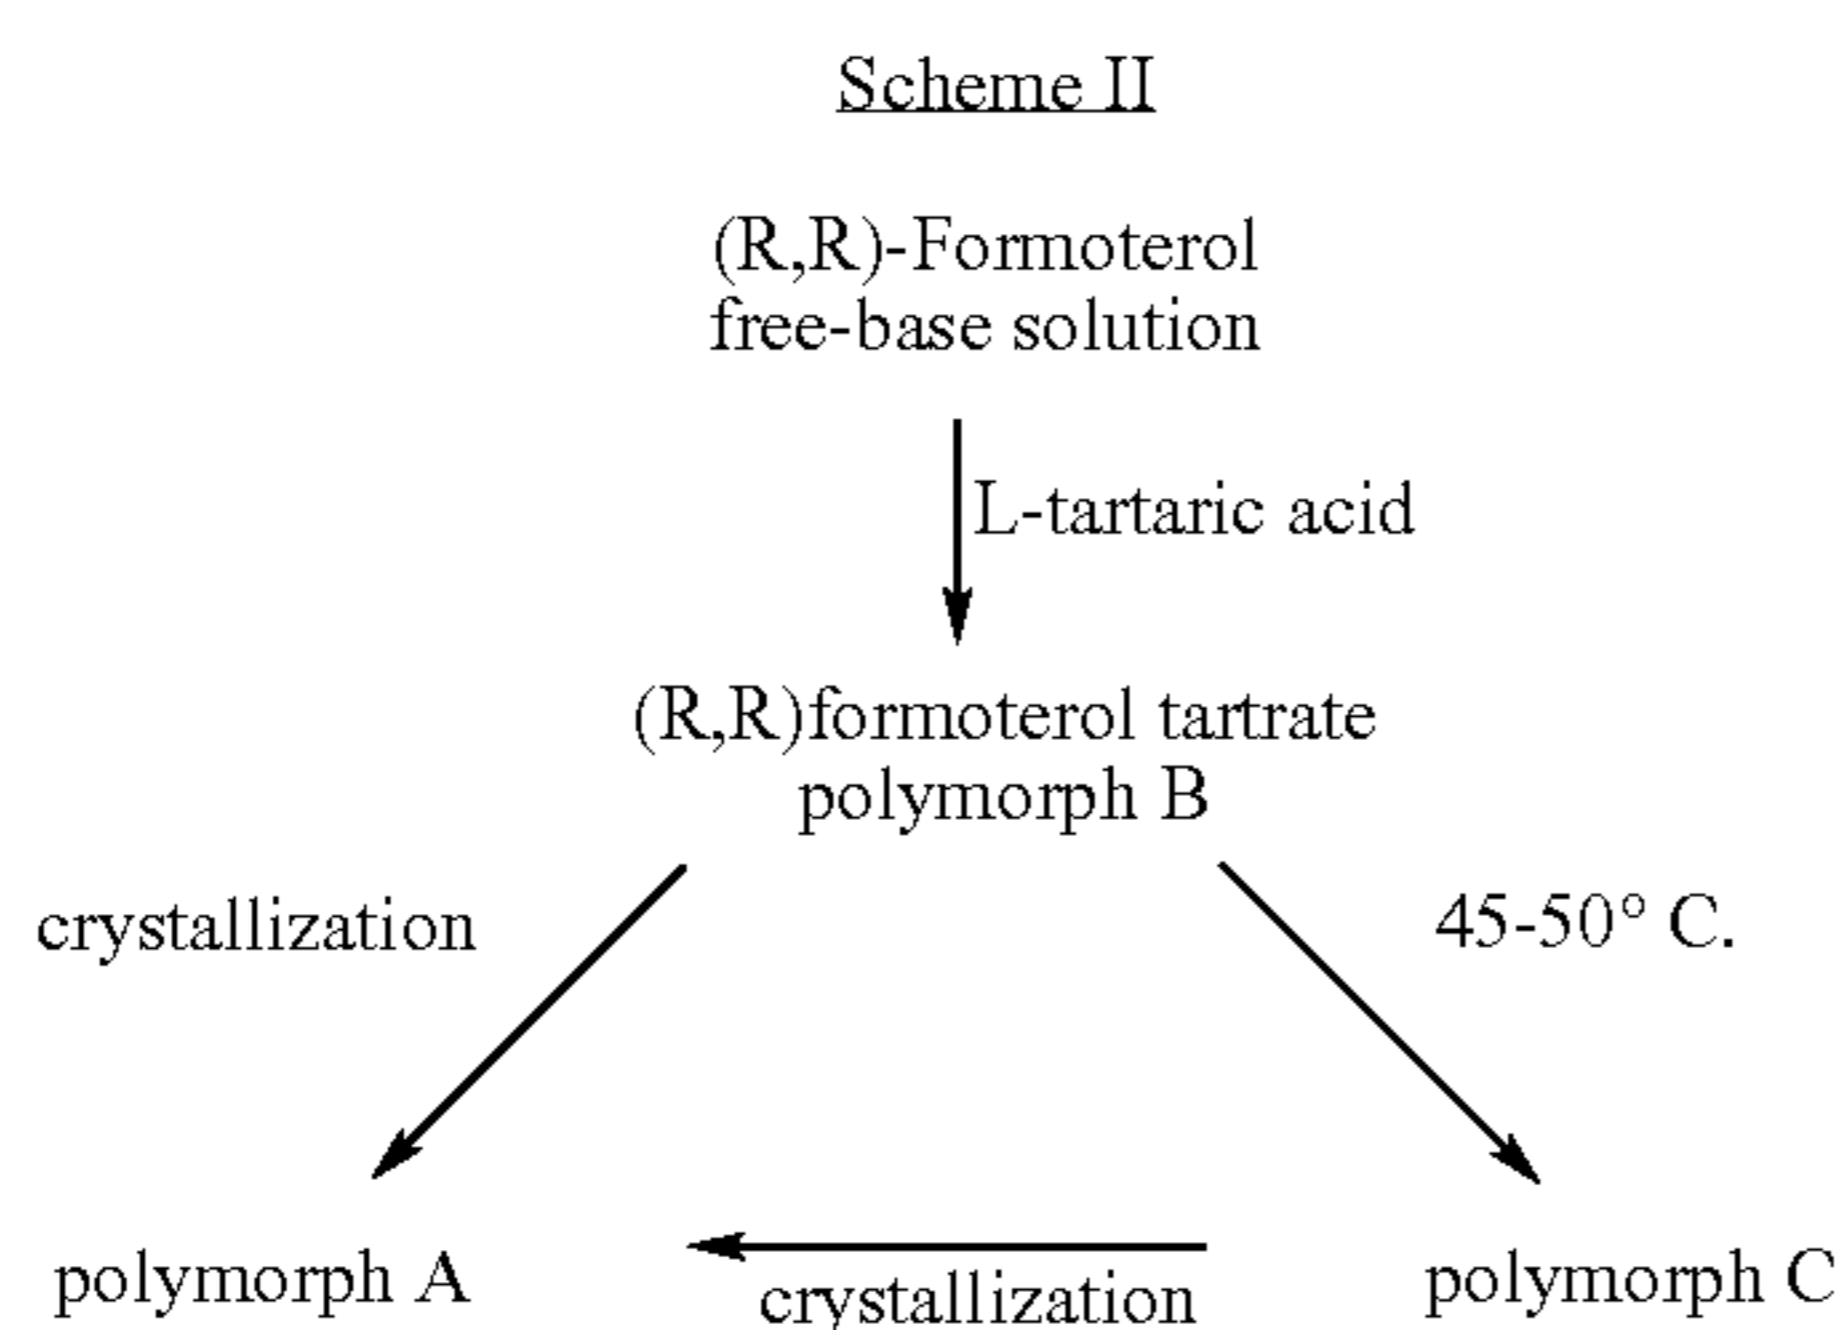 Scheme II
(R,R)-Formoterol
free-base solution
L-tartaric acid
(R,R)formoterol tartrate
polymorph B
crystallization
45-50° C.
polymorph A
crystallization
polymorph C